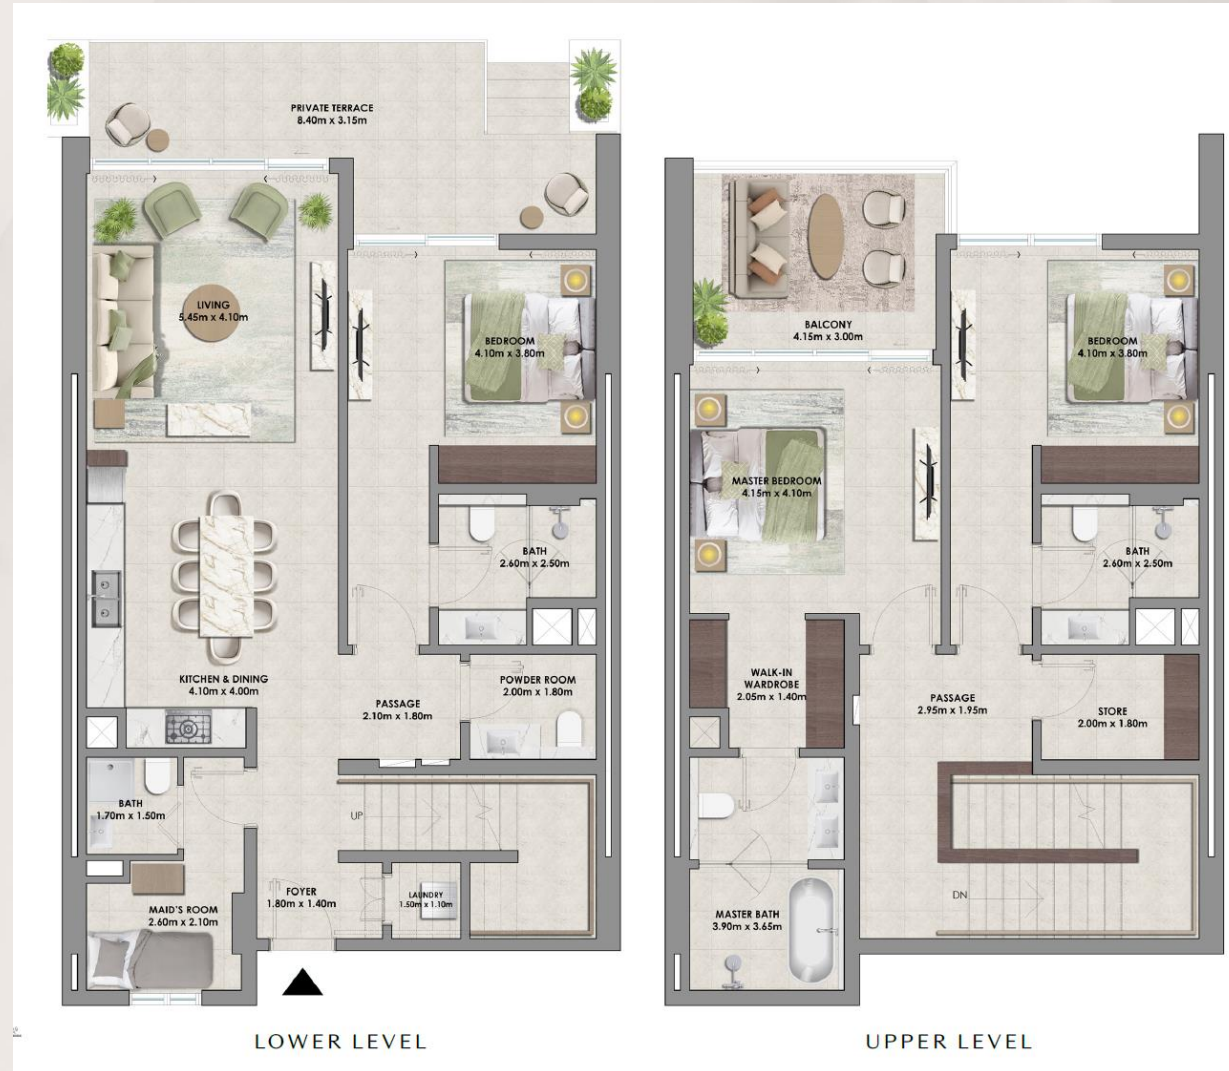 PRIVATE TERRACE
8.40m x 3.15m
LIVING
5.45m x 4.10m
BEDROOM
4.10m x 3.80m
BATH
2.60m x 2.50m
KITCHEN & DINING
4.10m x 4.00m
PASSAGE
2.10m x 1.80m
POWDER ROOM
2.00m x 1.80m
BATH
1.70m x 1.50m
UP
FOYER
1.80m x 1.40m
LAUNDRY
1.50m x 1.10m
MAID'S ROOM
2.60m x 2.10m
LOWER LEVEL
BALCONY
4.15m x 3.00m
BEDROOM
4.10m x 3.80m
MASTER BEDROOM
4.15m x 4.10m
BATH
2.60m x 2.50m
WALK-IN
WARDROBE
2.05m x 1.40m
PASSAGE
2.95m x 1.95m
STORE
2.00m x 1.80m
DN
MASTER BATH
3.90m x 3.65m
UPPER LEVEL